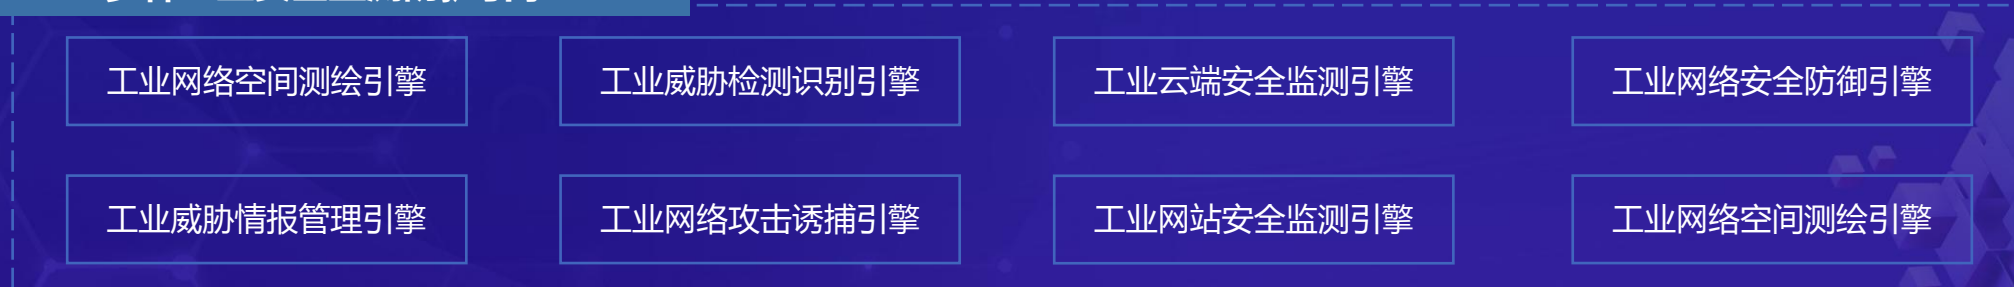 工业网络空间测绘引擎
工业威胁检测识别引擎
工业云端安全监测引擎
工业网络安全防御引擎
工业威胁情报管理引擎
工业网络攻击诱捕引擎
工业网站安全监测引擎
工业网络空间测绘引擎